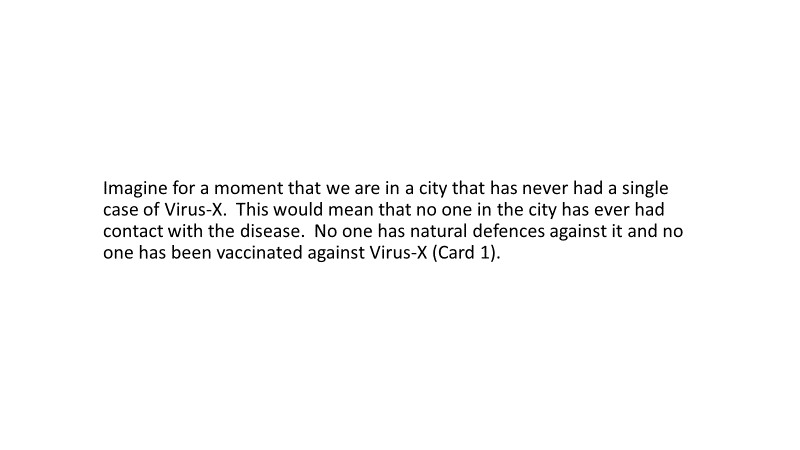 Imagine for a moment that we are in a city that has never had a single
case of Virus-X.  This would mean that no one in the city has ever had
contact with the disease.  No one has natural defences against it and no
one has been vaccinated against Virus-X (Card 1).